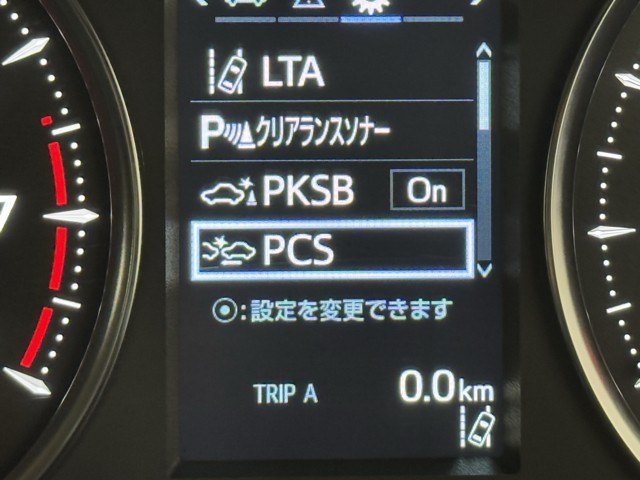 LTA
Pクリアランスソナー
PKSB On
PCS
:設定を変更できます
TRIP A 0.0km